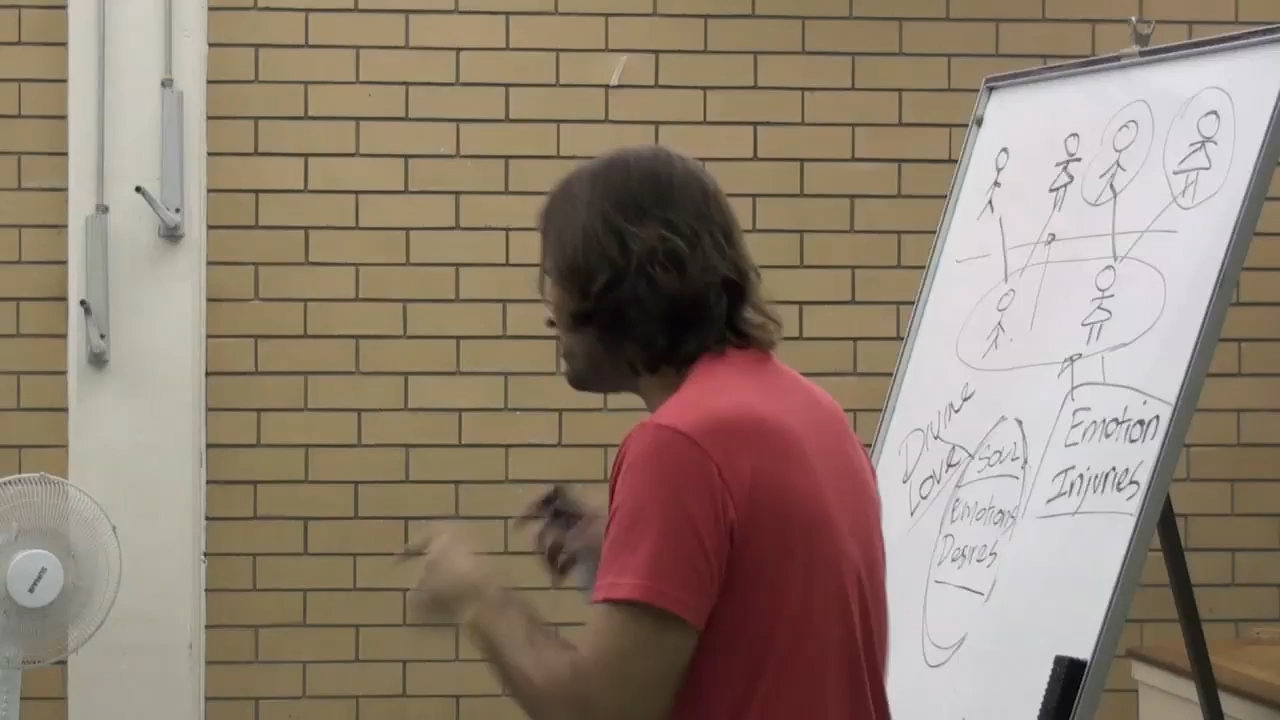 Divine
Love
Soul
Emotions
Desires
Emotion
Injuries